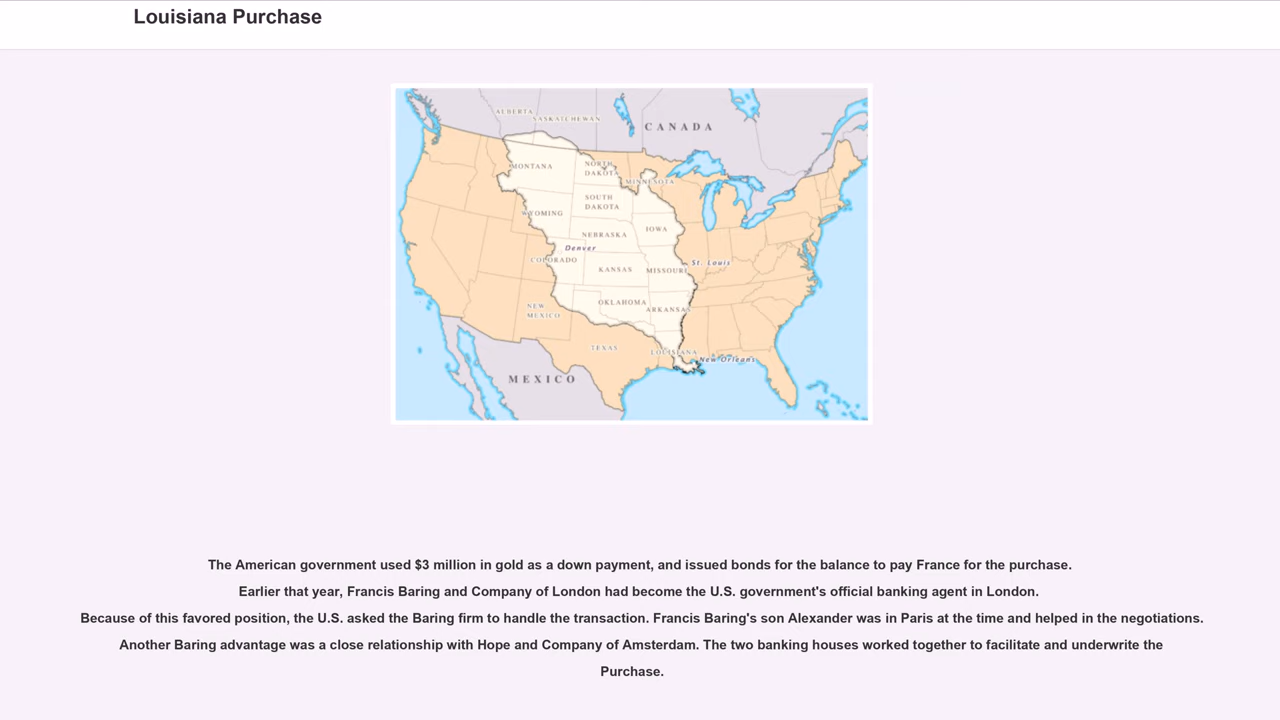 Louisiana Purchase
ALBERTA
SASKATCHEWAN
CANADA
MONTANA
NORTH
DAKOTA
MINNESOTA
SOUTH
DAKOTA
WYOMING
IOWA
NEBRASKA
Denver
COLORADO
St. Louis
KANSAS
MISSOURI
OKLAHOMA
ARKANSAS
NEW
MEXICO
TEXAS
LOUISIANA
New Orleans
MEXICO
The American government used $3 million in gold as a down payment, and issued bonds for the balance to pay France for the purchase.
Earlier that year, Francis Baring and Company of London had become the U.S. government's official banking agent in London.
Because of this favored position, the U.S. asked the Baring firm to handle the transaction. Francis Baring's son Alexander was in Paris at the time and helped in the negotiations.
Another Baring advantage was a close relationship with Hope and Company of Amsterdam. The two banking houses worked together to facilitate and underwrite the
Purchase.